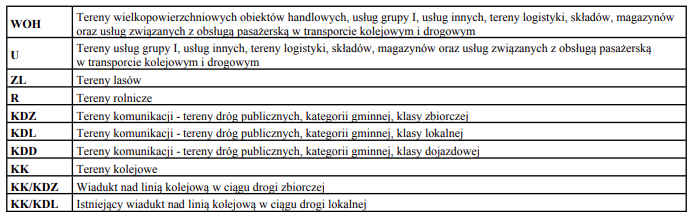 WOH Tereny wielkopowierzchniowych obiektów handlowych, usług grupy I, usług innych, tereny logistyki, składów, magazynów
oraz usług związanych z obsługą pasażerską w transporcie kolejowym i drogowym
U Tereny usług grupy I, usług innych, tereny logistyki, składów, magazynów oraz usług związanych z obsługą pasażerską
w transporcie kolejowym i drogowym
ZL Tereny lasów
R Tereny rolnicze
KDZ Tereny komunikacji - tereny dróg publicznych, kategorii gminnej, klasy zbiorczej
KDL Tereny komunikacji - tereny dróg publicznych, kategorii gminnej, klasy lokalnej
KDD Tereny komunikacji - tereny dróg publicznych, kategorii gminnej, klasy dojazdowej
KK Tereny kolejowe
KK/KDZ Wiadukt nad linią kolejową w ciągu drogi zbiorczej
KK/KDL Istniejący wiadukt nad linią kolejową w ciągu drogi lokalnej